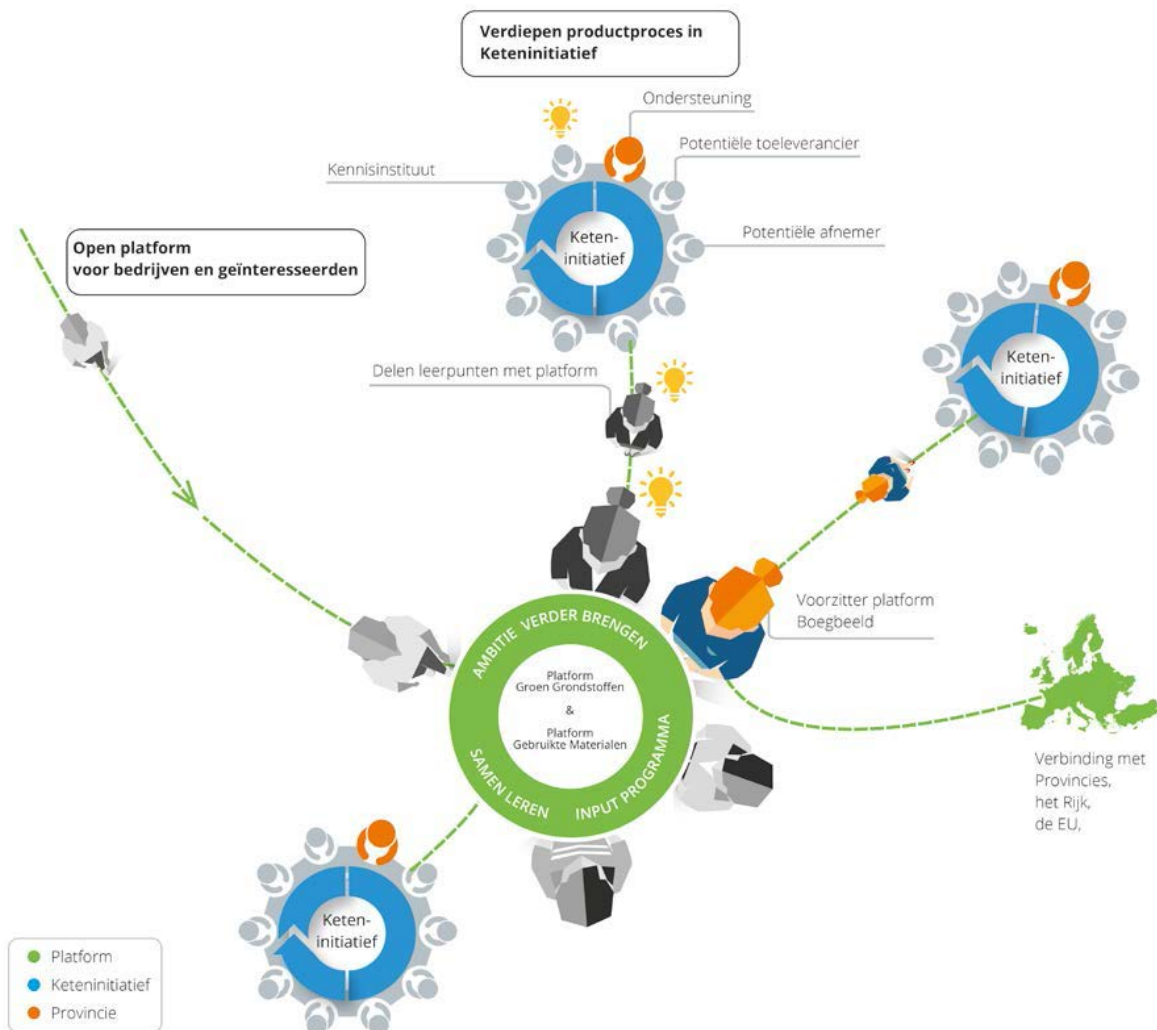 Verdiepen productproces in
Keteninitiatief
Ondersteuning
Potentiële toeleverancier
Kennisinstituut
Potentiële afnemer
Keten-
initiatief
Open platform
voor bedrijven en geïnteresseerden
Keten-
initiatief
Delen leerpunten met platform
Voorzitter platform
Boegbeeld
AMBITIE VERDER BRENGEN
Platform
Groen Grondstoffen
&
Platform
Gebruikte Materialen
SAMEN LEREN
INPUT PROGRAMMA
Verbinding met
Provincies,
het Rijk,
de EU,
Keten-
initiatief
Platform
Keteninitiatief
Provincie